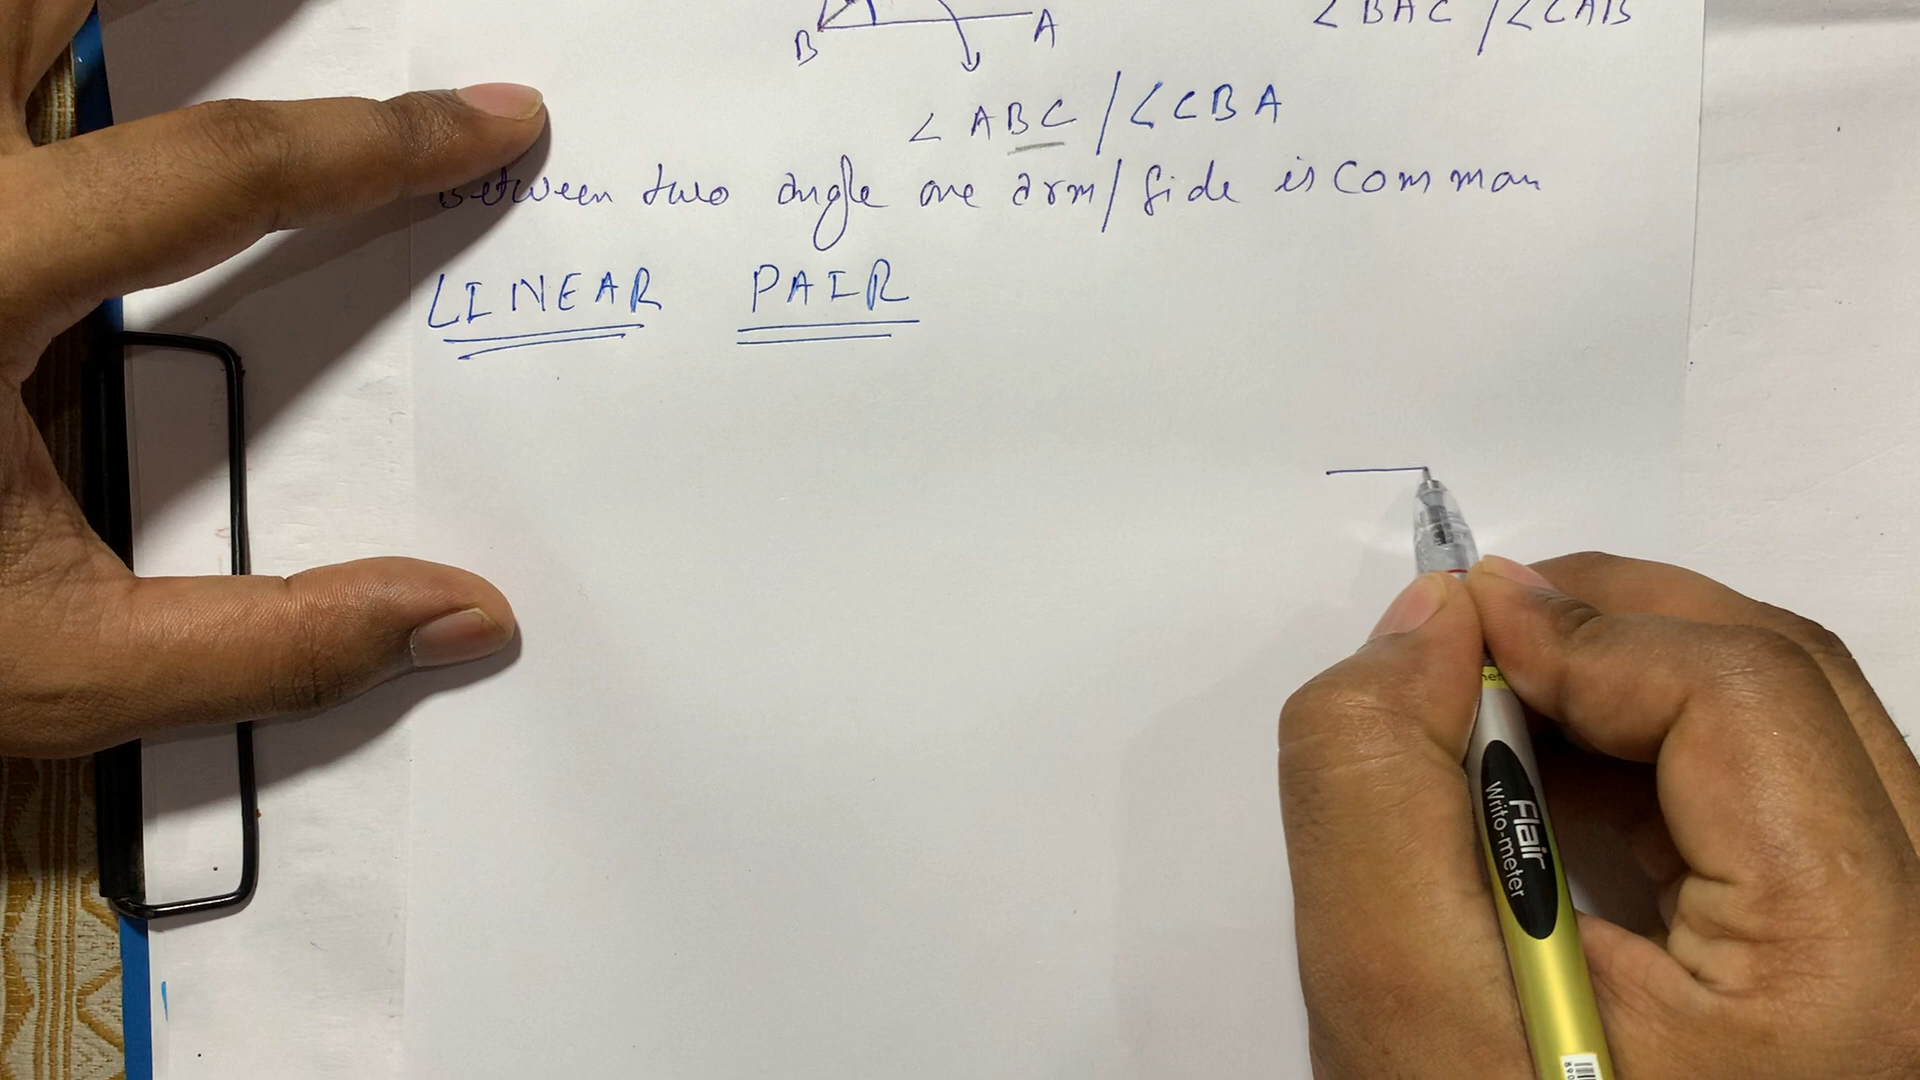 B A ∠BAC/∠CAB
∠ABC/∠CBA
Between two angle one arm/side is common
LINEAR PAIR
Flair
Writo-meter